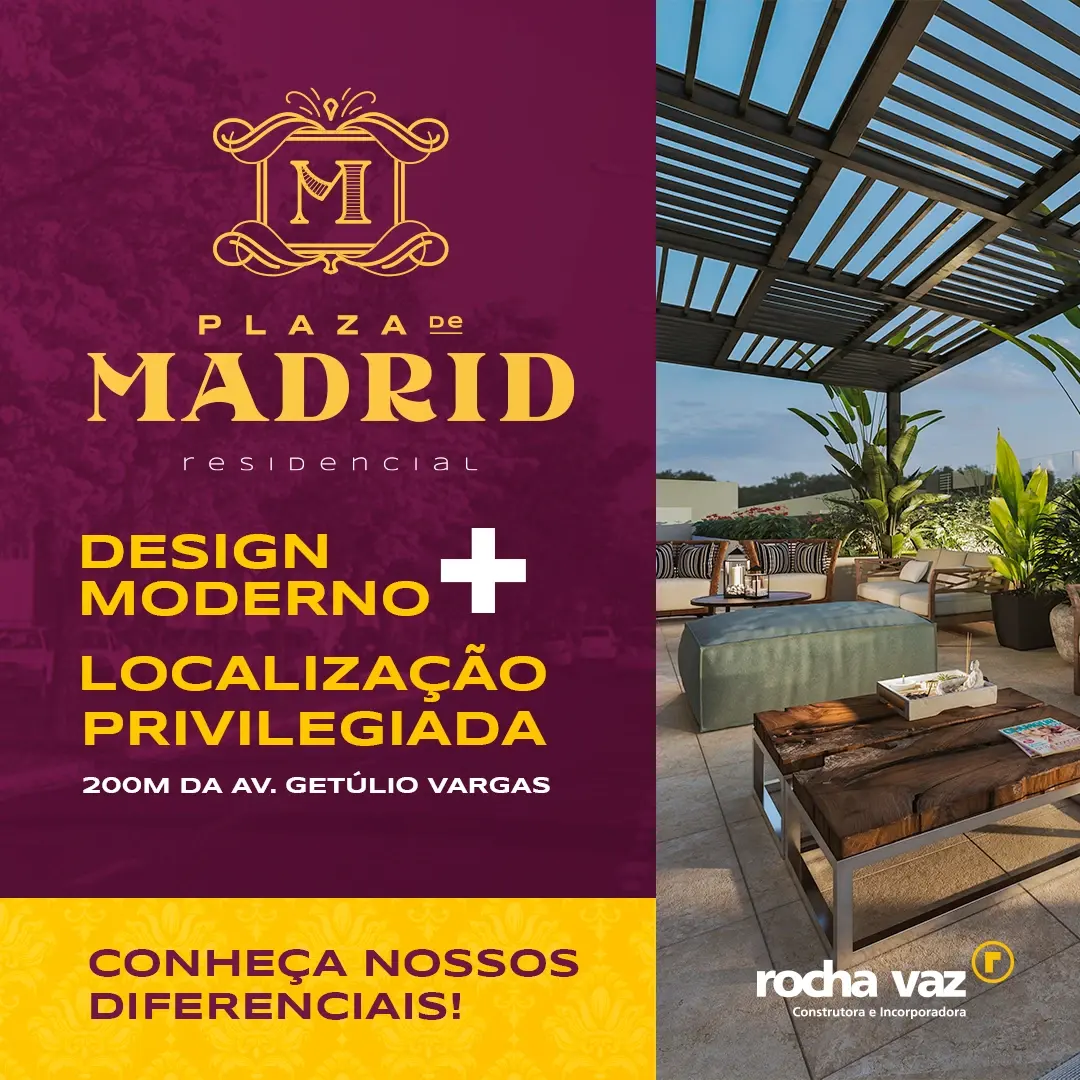 M
PLAZA DE
MADRID
residencial
DESIGN
MODERNO +
LOCALIZAÇÃO
PRIVILEGIADA
200M DA AV. GETÚLIO VARGAS
CONHEÇA NOSSOS
DIFERENCIAIS!
rocha vaz r
Construtora e Incorporadora